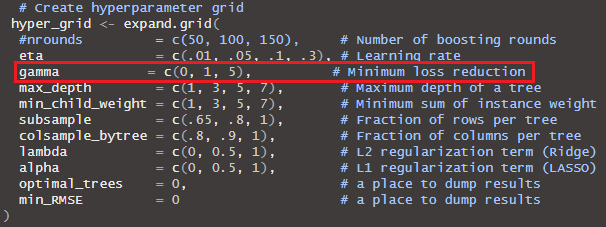 # Create hyperparameter grid
hyper_grid <- expand.grid(
#nrounds = c(50, 100, 150), # Number of boosting rounds
eta = c(.01, .05, .1, .3), # Learning rate
gamma = c(0, 1, 5), # Minimum loss reduction
max_depth = c(1, 3, 5, 7), # Maximum depth of a tree
min_child_weight = c(1, 3, 5, 7), # Minimum sum of instance weight
subsample = c(.65, .8, 1), # Fraction of rows per tree
colsample_bytree = c(.8, .9, 1), # Fraction of columns per tree
lambda = c(0, 0.5, 1), # L2 regularization term (Ridge)
alpha = c(0, 0.5, 1), # L1 regularization term (LASSO)
optimal_trees = 0, # a place to dump results
min_RMSE = 0 # a place to dump results
)